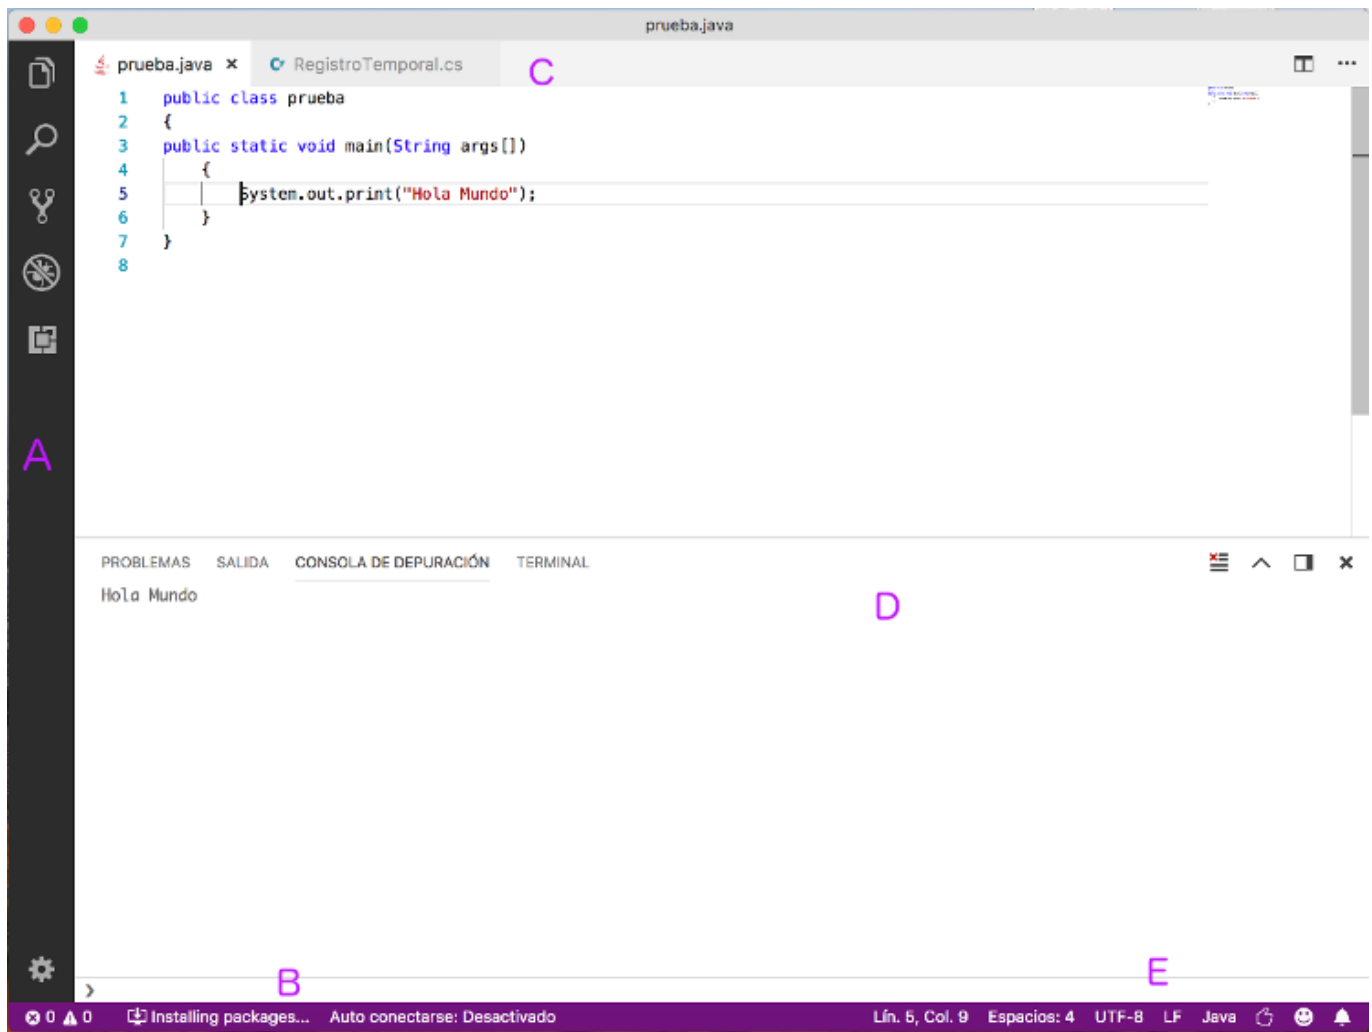 prueba.java
prueba.java × RegistroTemporal.cs C
1 public class prueba
2 {
3 public static void main(String args[])
4 {
5 System.out.print("Hola Mundo");
6 }
7 }
8
A
PROBLEMAS SALIDA CONSOLA DE DEPURACIÓN TERMINAL
Hola Mundo
D
B E
0 0 Installing packages... Auto conectarse: Desactivado Lín. 5, Col. 9 Espacios: 4 UTF-8 LF Java